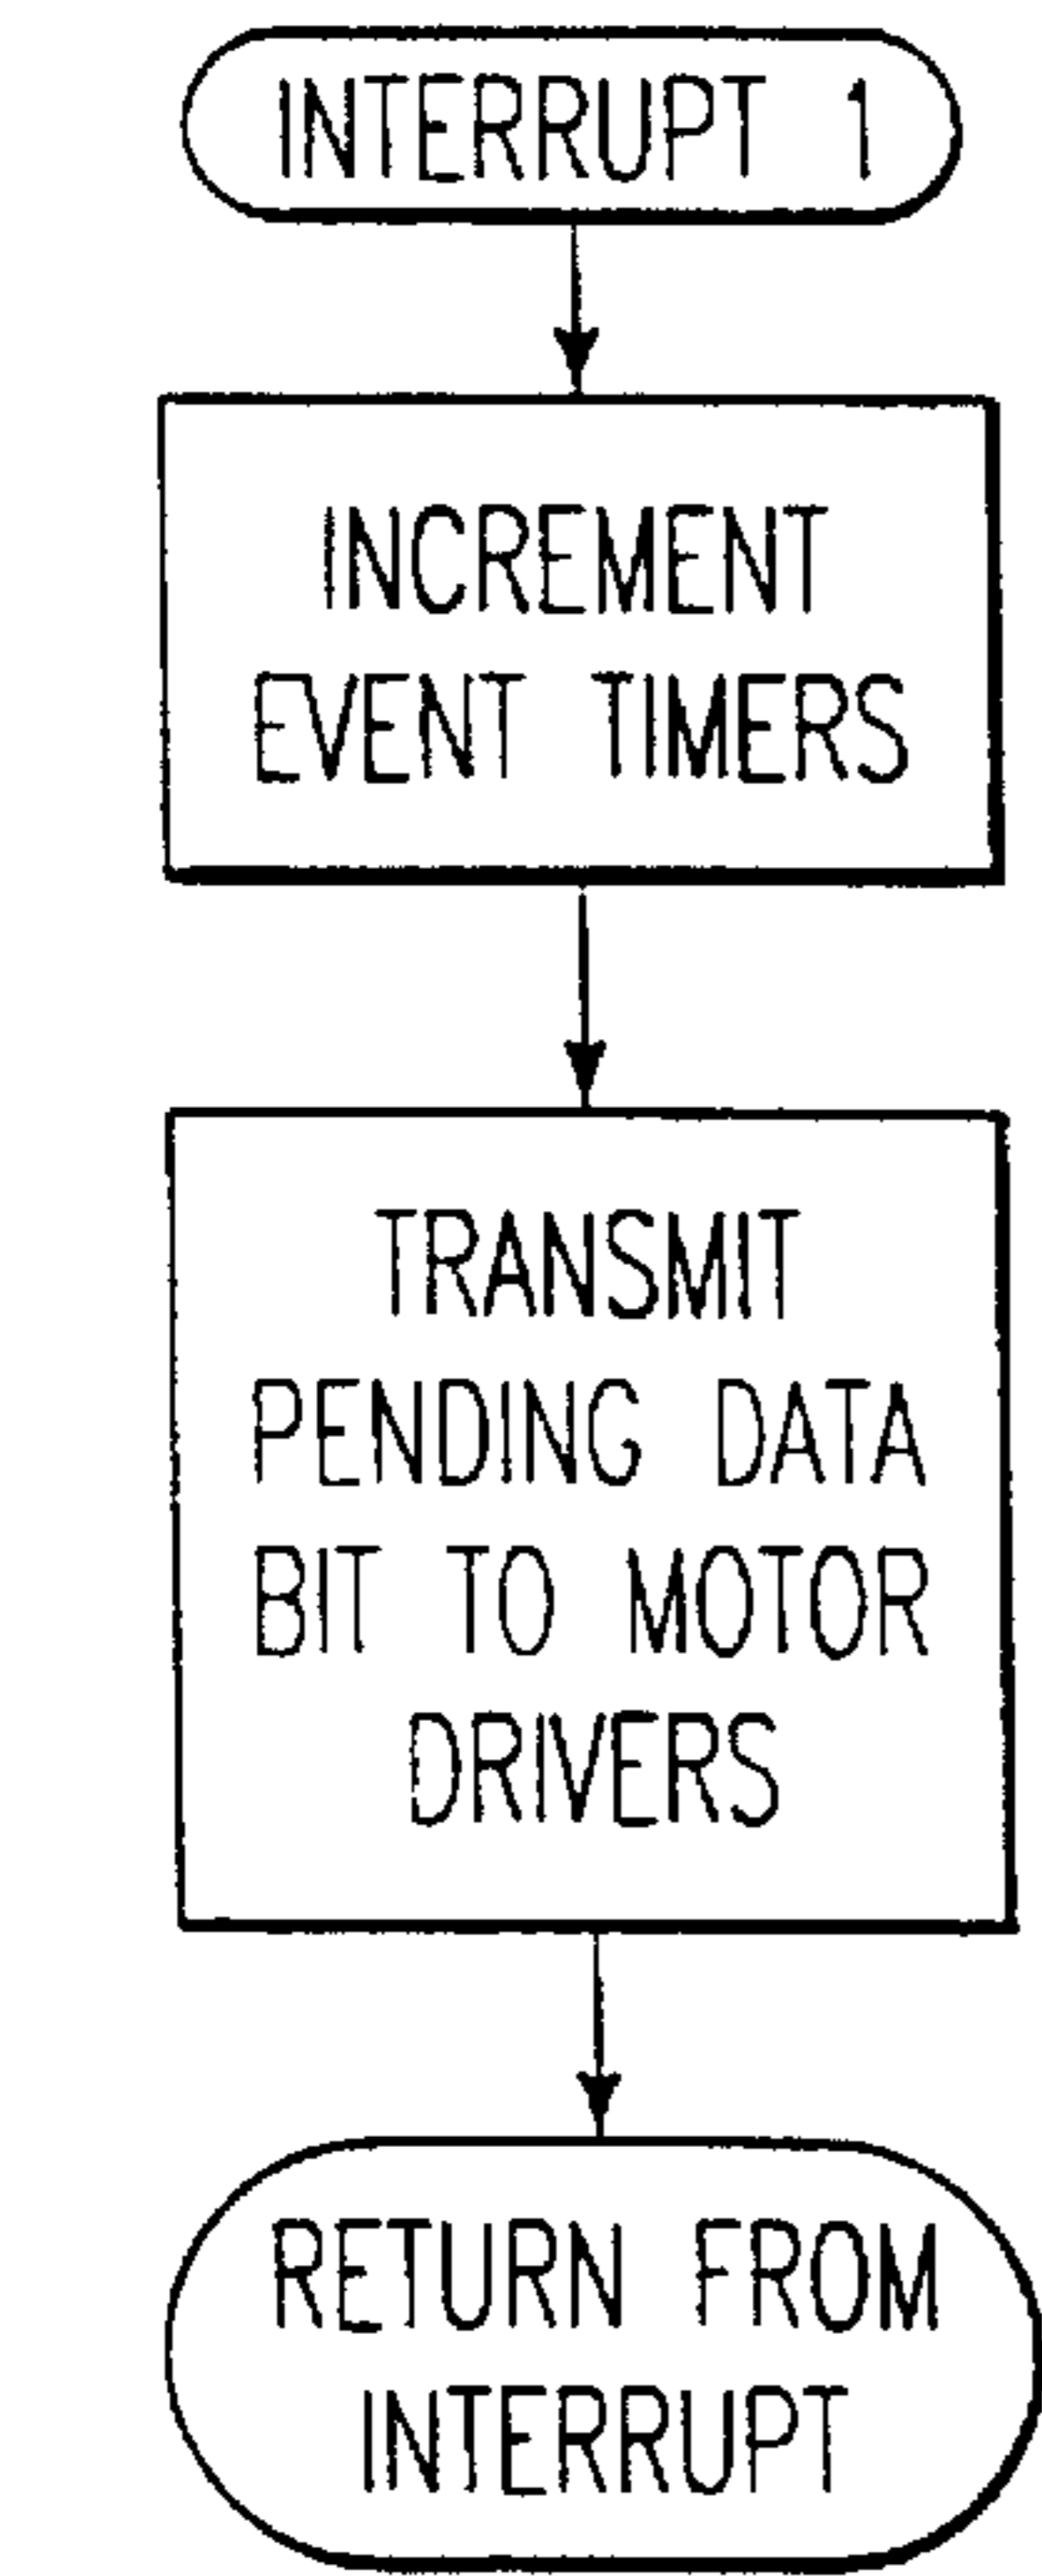 INTERRUPT 1
INCREMENT
EVENT TIMERS
TRANSMIT
PENDING DATA
BIT TO MOTOR
DRIVERS
RETURN FROM
INTERRUPT